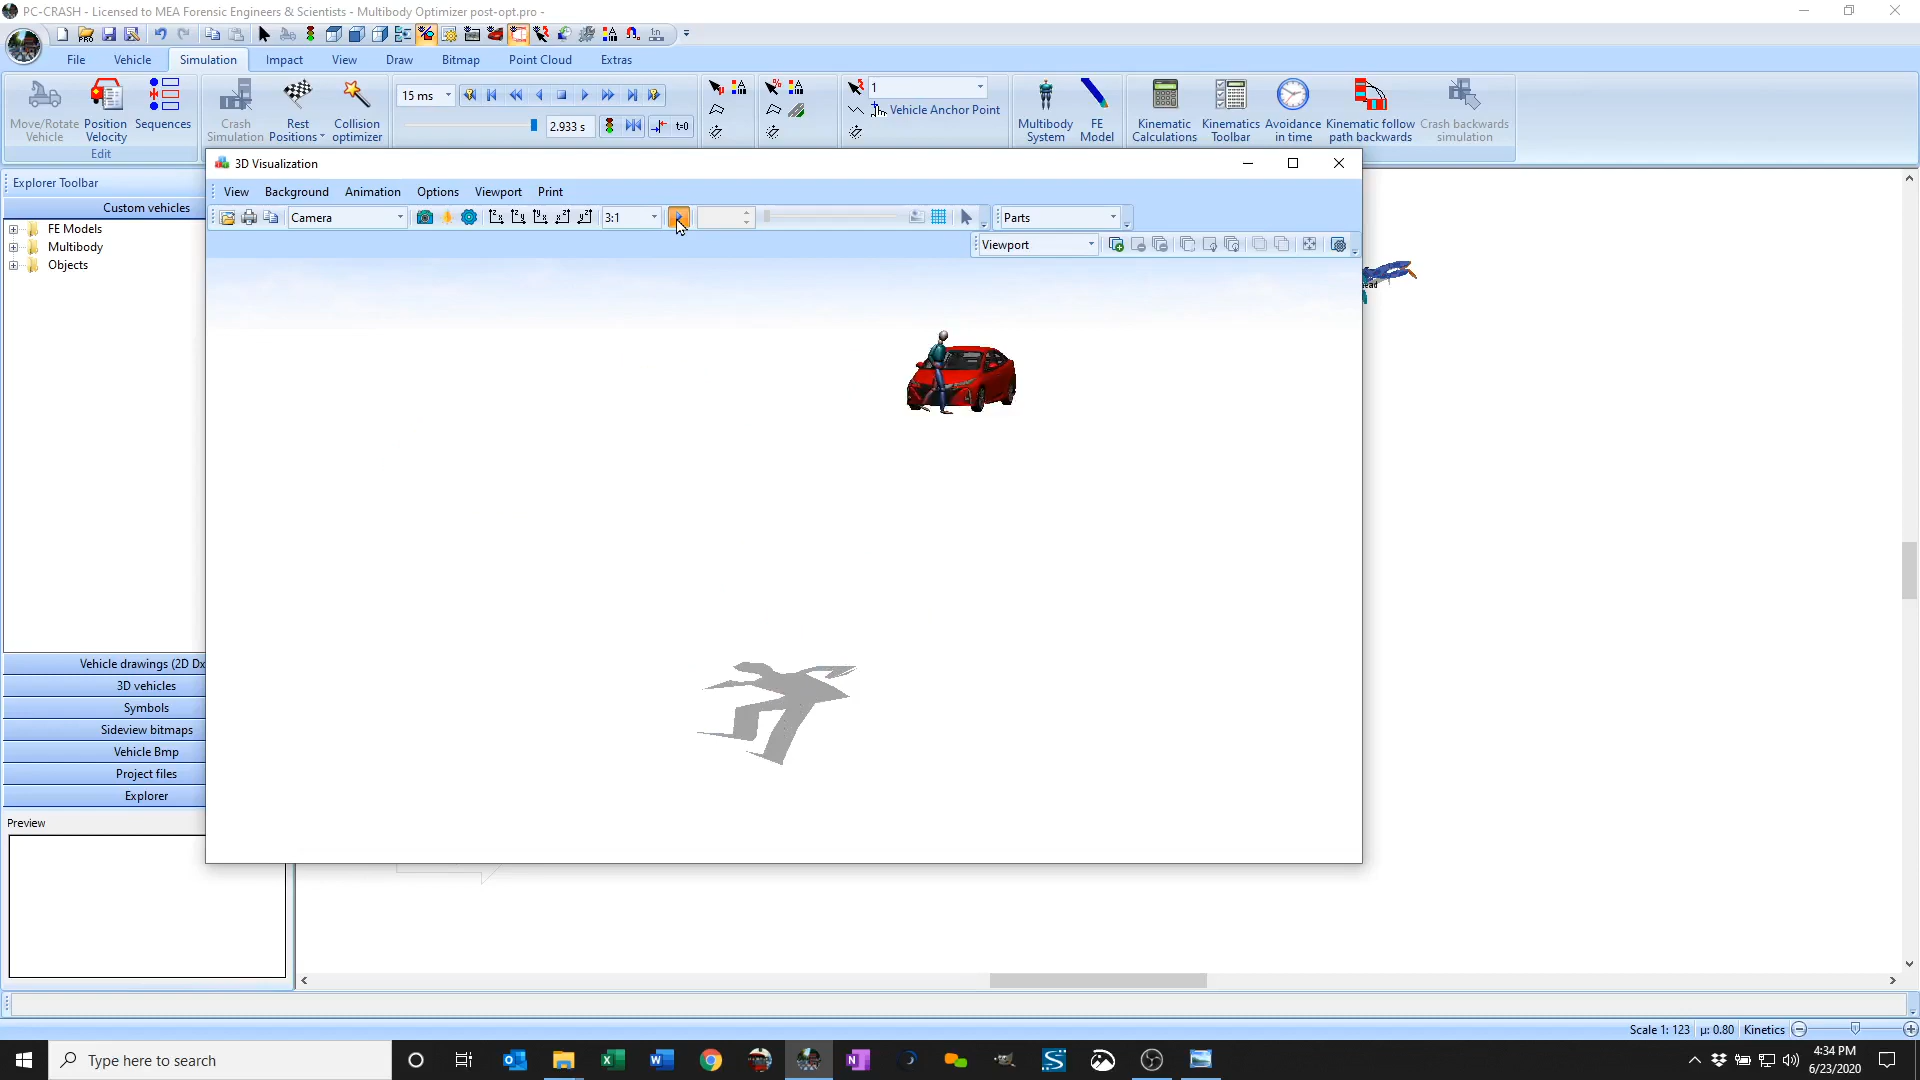 PC-CRASH - Licensed to MEA Forensic Engineers & Scientists - Multibody Optimizer post-opt.pro -
File Vehicle Simulation Impact View Draw Bitmap Point Cloud Extras
Move/Rotate Vehicle
Position Velocity
Sequences
Edit
Crash Simulation
Rest Positions
Collision optimizer
15 ms
2.933 s
t=0
1
Vehicle Anchor Point
Multibody System
FE Model
Kinematic Calculations
Kinematics Toolbar
Avoidance in time
Kinematic follow path backwards
Crash backwards simulation
Explorer Toolbar
Custom vehicles
FE Models
Multibody
Objects
3D Visualization
View Background Animation Options Viewport Print
Camera
3:1
Parts
Viewport
Vehicle drawings (2D Dx
3D vehicles
Symbols
Sideview bitmaps
Vehicle Bmp
Project files
Explorer
Preview
Scale 1: 123 μ: 0.80 Kinetics
Type here to search
4:34 PM
6/23/2020